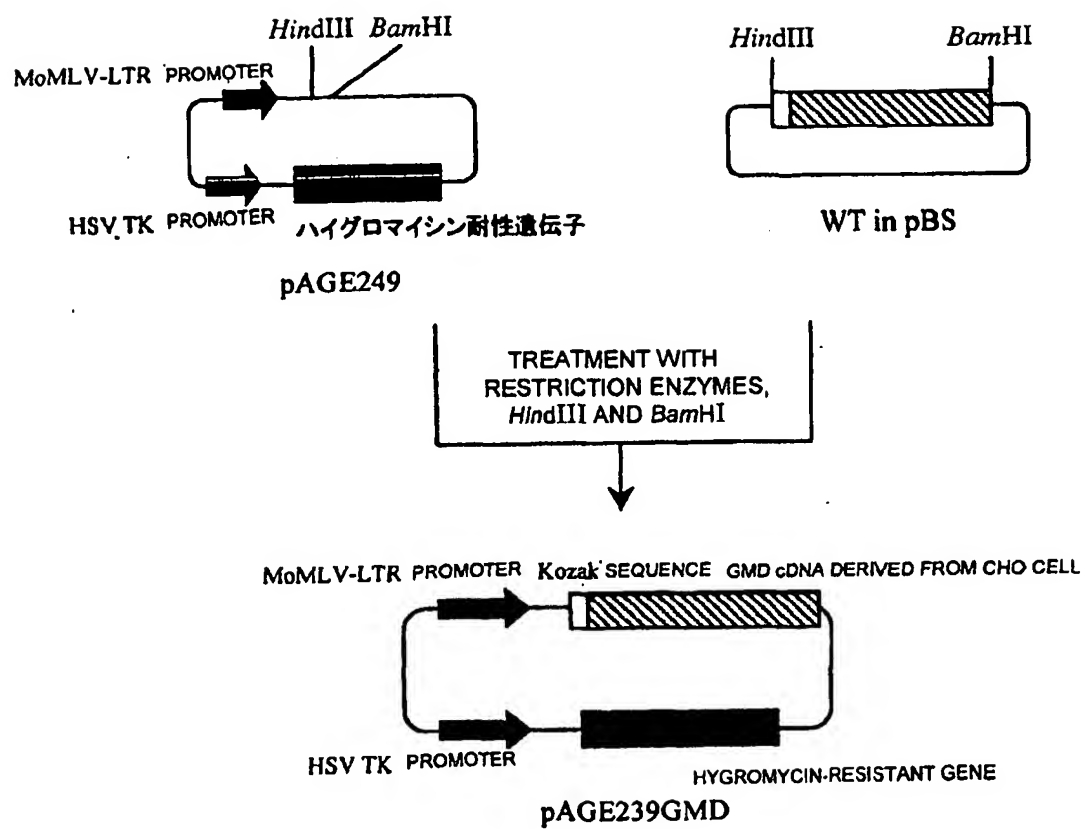 HindIII BamHI
MoMLV-LTR PROMOTER
HSV TK PROMOTER
ハイグロマイシン耐性遺伝子
pAGE249
HindIII BamHI
WT in pBS
TREATMENT WITH
RESTRICTION ENZYMES,
HindIII AND BamHI
MoMLV-LTR PROMOTER Kozak SEQUENCE GMD cDNA DERIVED FROM CHO CELL
HSV TK PROMOTER
HYGROMYCIN-RESISTANT GENE
pAGE239GMD